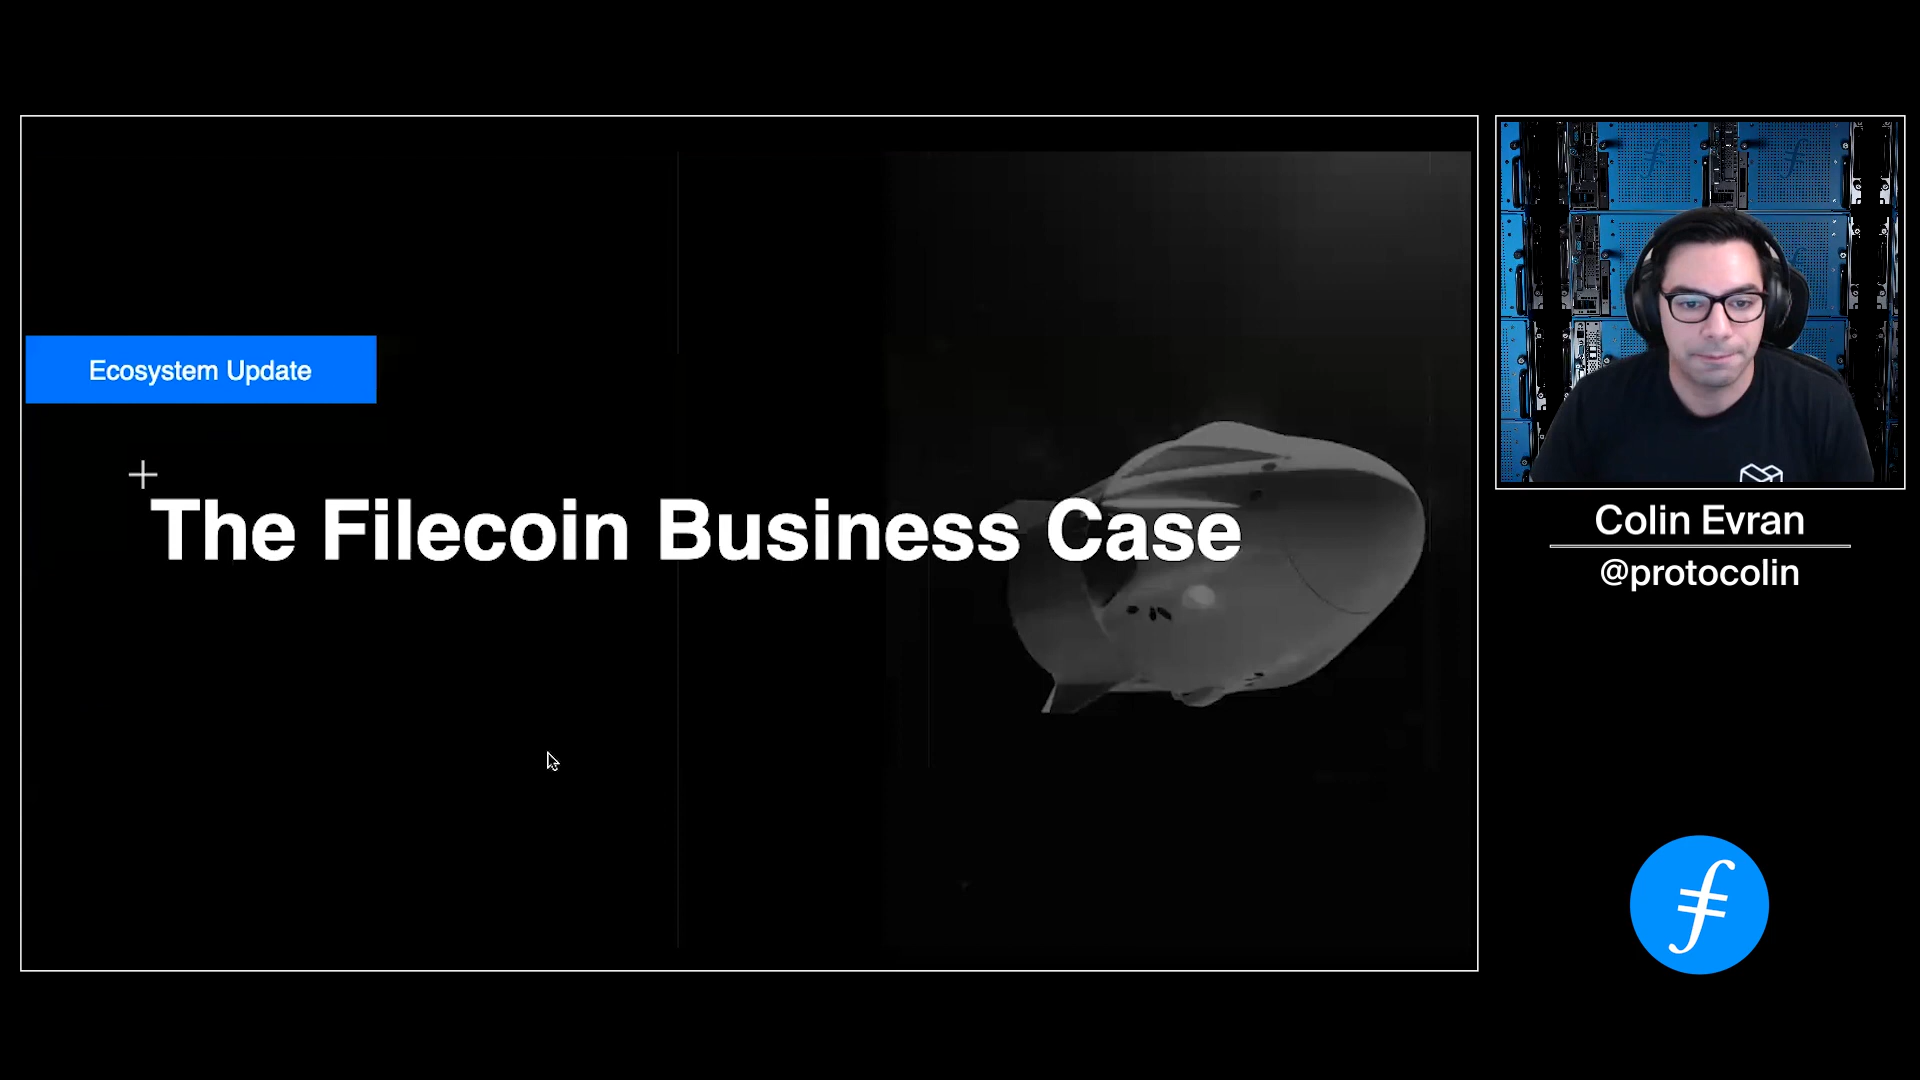 Ecosystem Update
The Filecoin Business Case
Colin Evran
@protocolin